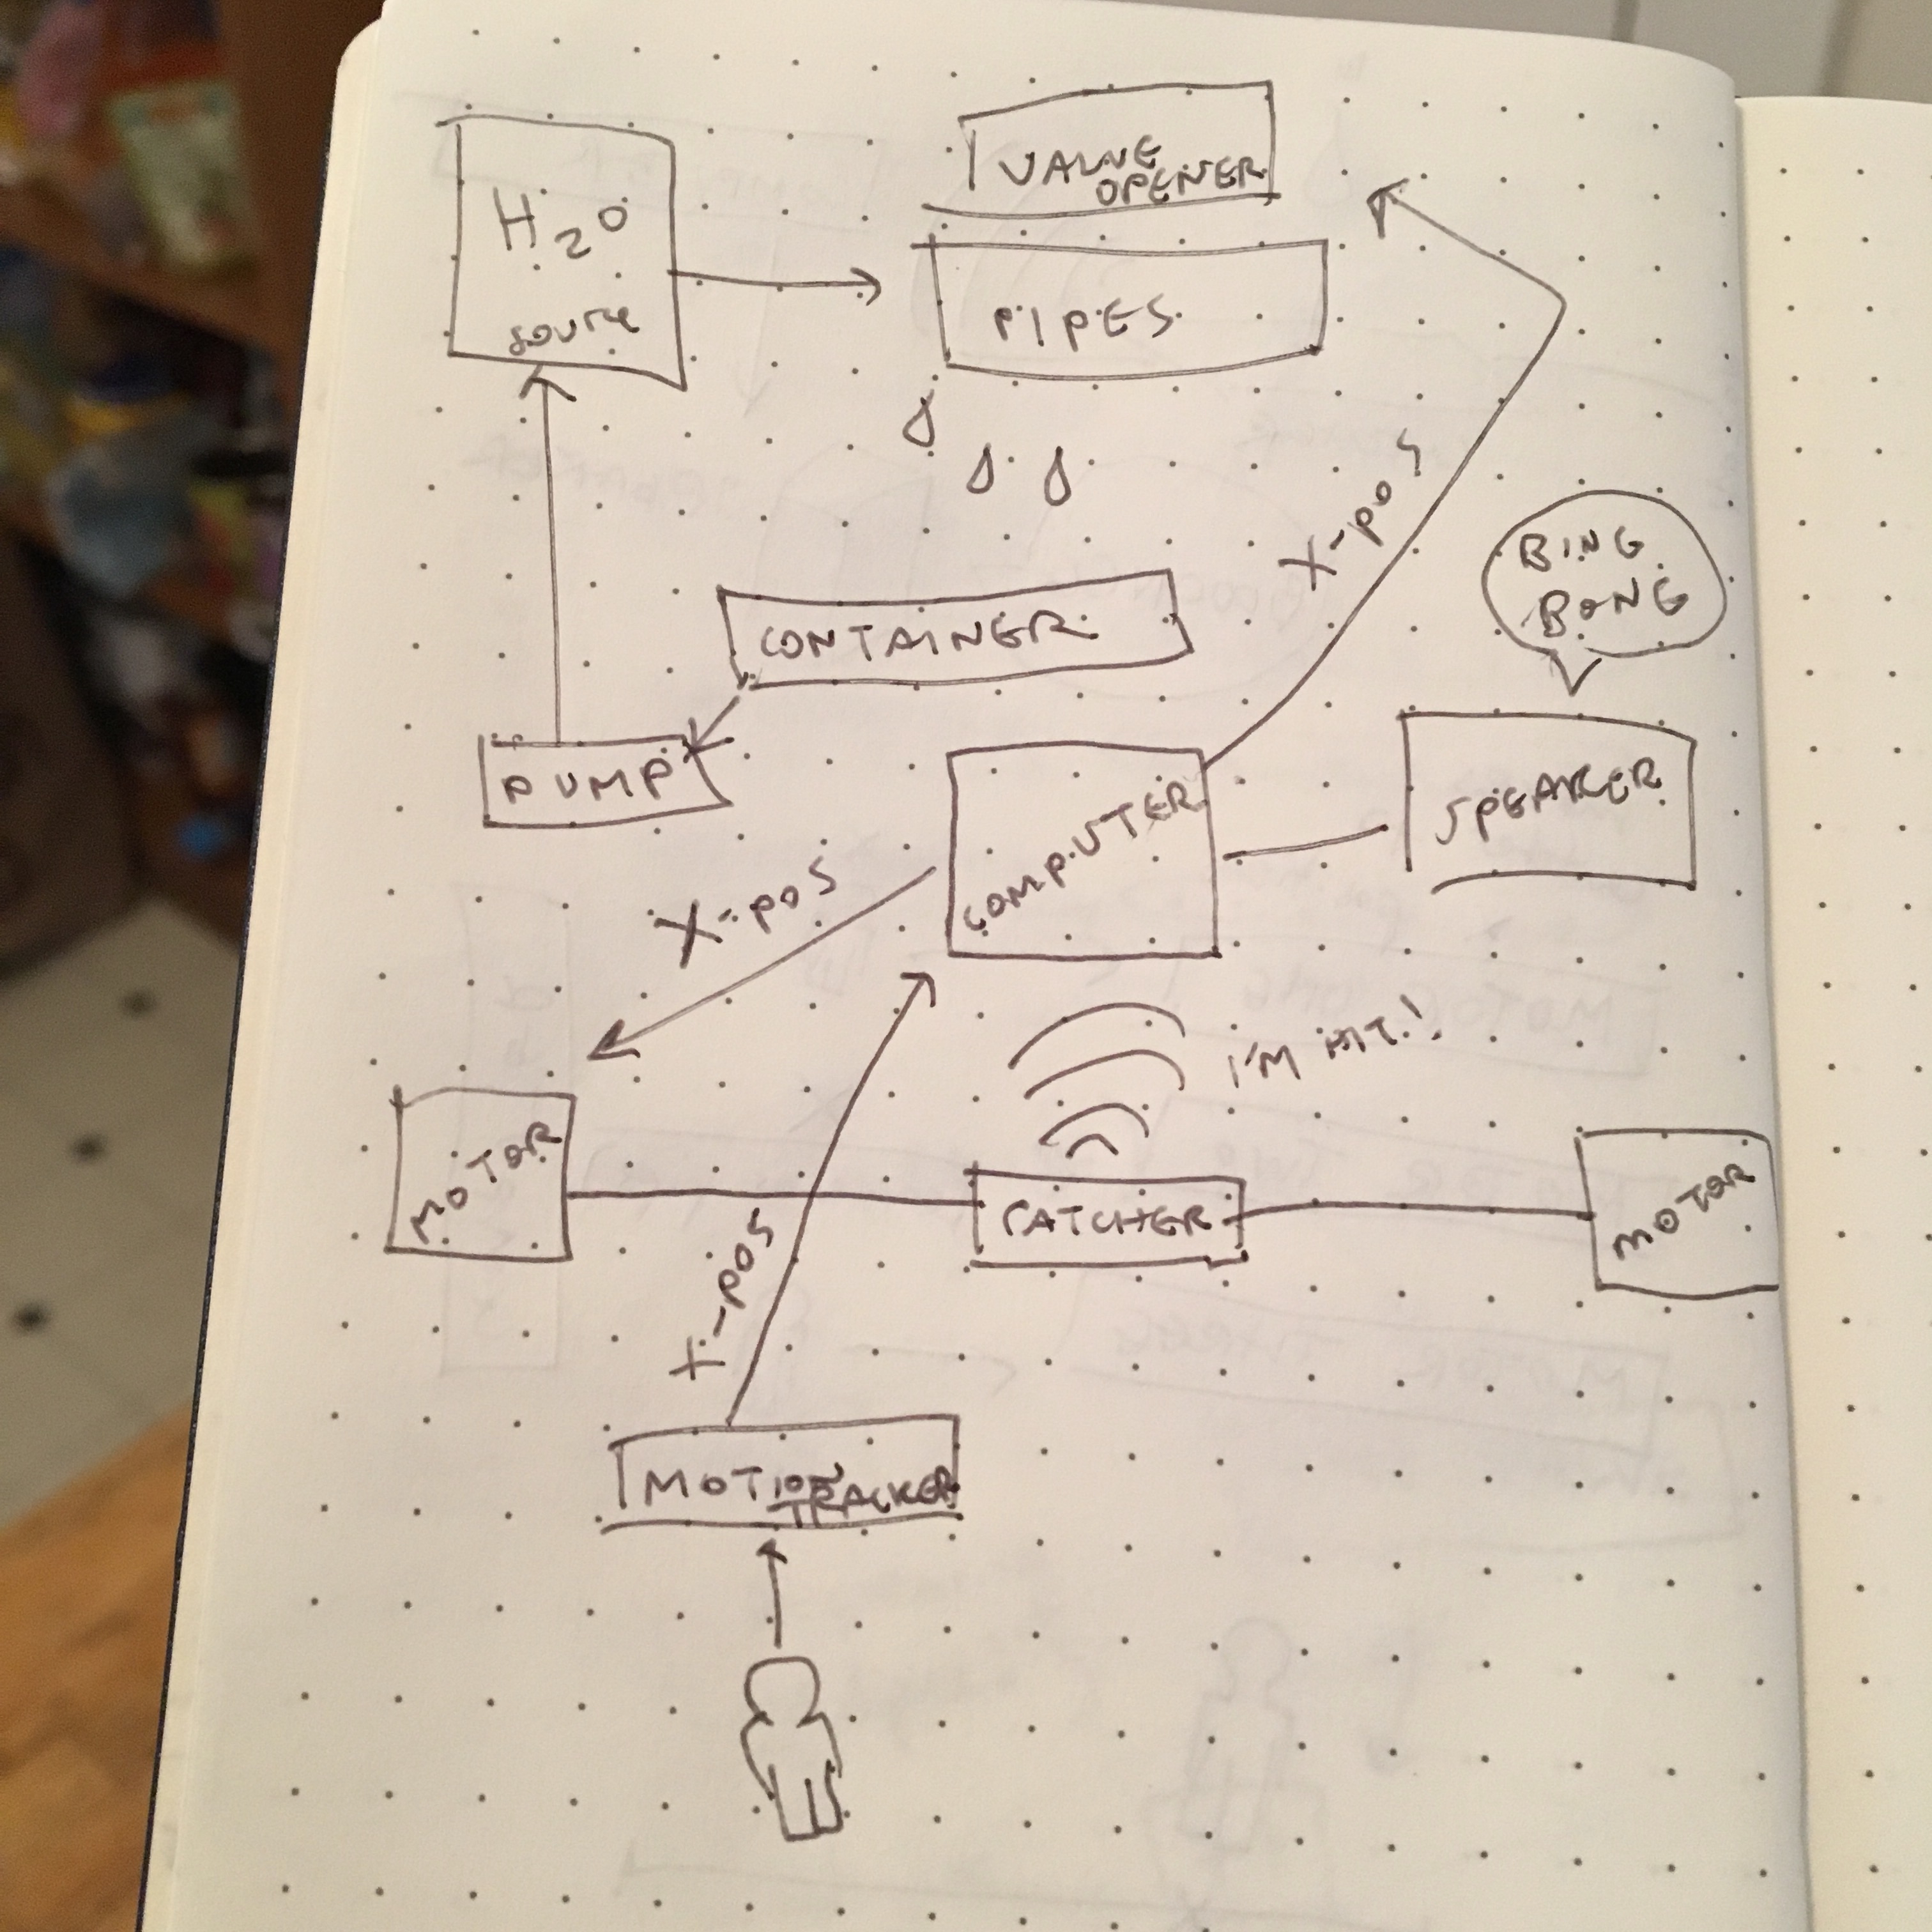 H2O
source
VALVE
OPENER
PIPES
X-pos
BING
BONG
CONTAINER
PUMP
COMPUTER
SPEAKER
X-pos
I'M HIT!
MOTOR
CATCHER
MOTOR
X-pos
MOTION
TRACKER